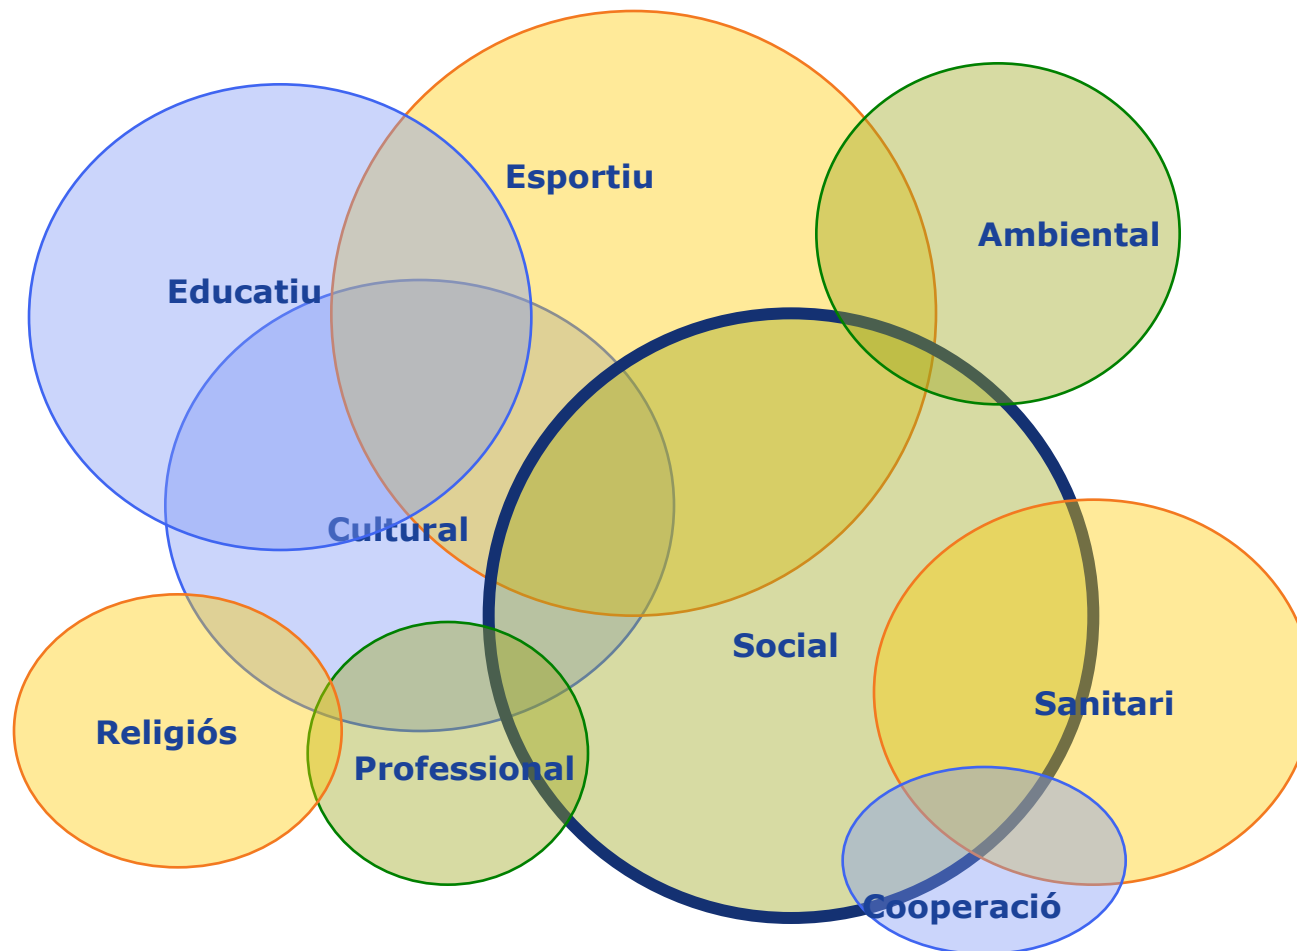 Esportiu
Ambiental
Educatiu
Cultural
Social
Sanitari
Religiós
Professional
Cooperació